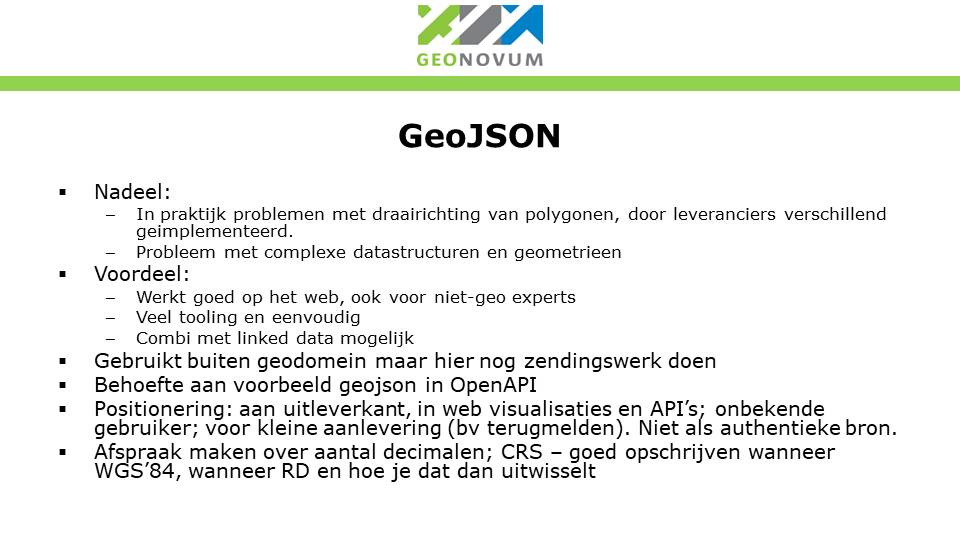 GEONOVUM
GeoJSON
▪ Nadeel:
– In praktijk problemen met draairichting van polygonen, door leveranciers verschillend
geimplementeerd.
– Probleem met complexe datastructuren en geometrieen
▪ Voordeel:
– Werkt goed op het web, ook voor niet-geo experts
– Veel tooling en eenvoudig
– Combi met linked data mogelijk
▪ Gebruikt buiten geodomein maar hier nog zendingswerk doen
▪ Behoefte aan voorbeeld geojson in OpenAPI
▪ Positionering: aan uitleverkant, in web visualisaties en API’s; onbekende
gebruiker; voor kleine aanlevering (bv terugmelden). Niet als authentieke bron.
▪ Afspraak maken over aantal decimalen; CRS – goed opschrijven wanneer
WGS’84, wanneer RD en hoe je dat dan uitwisselt